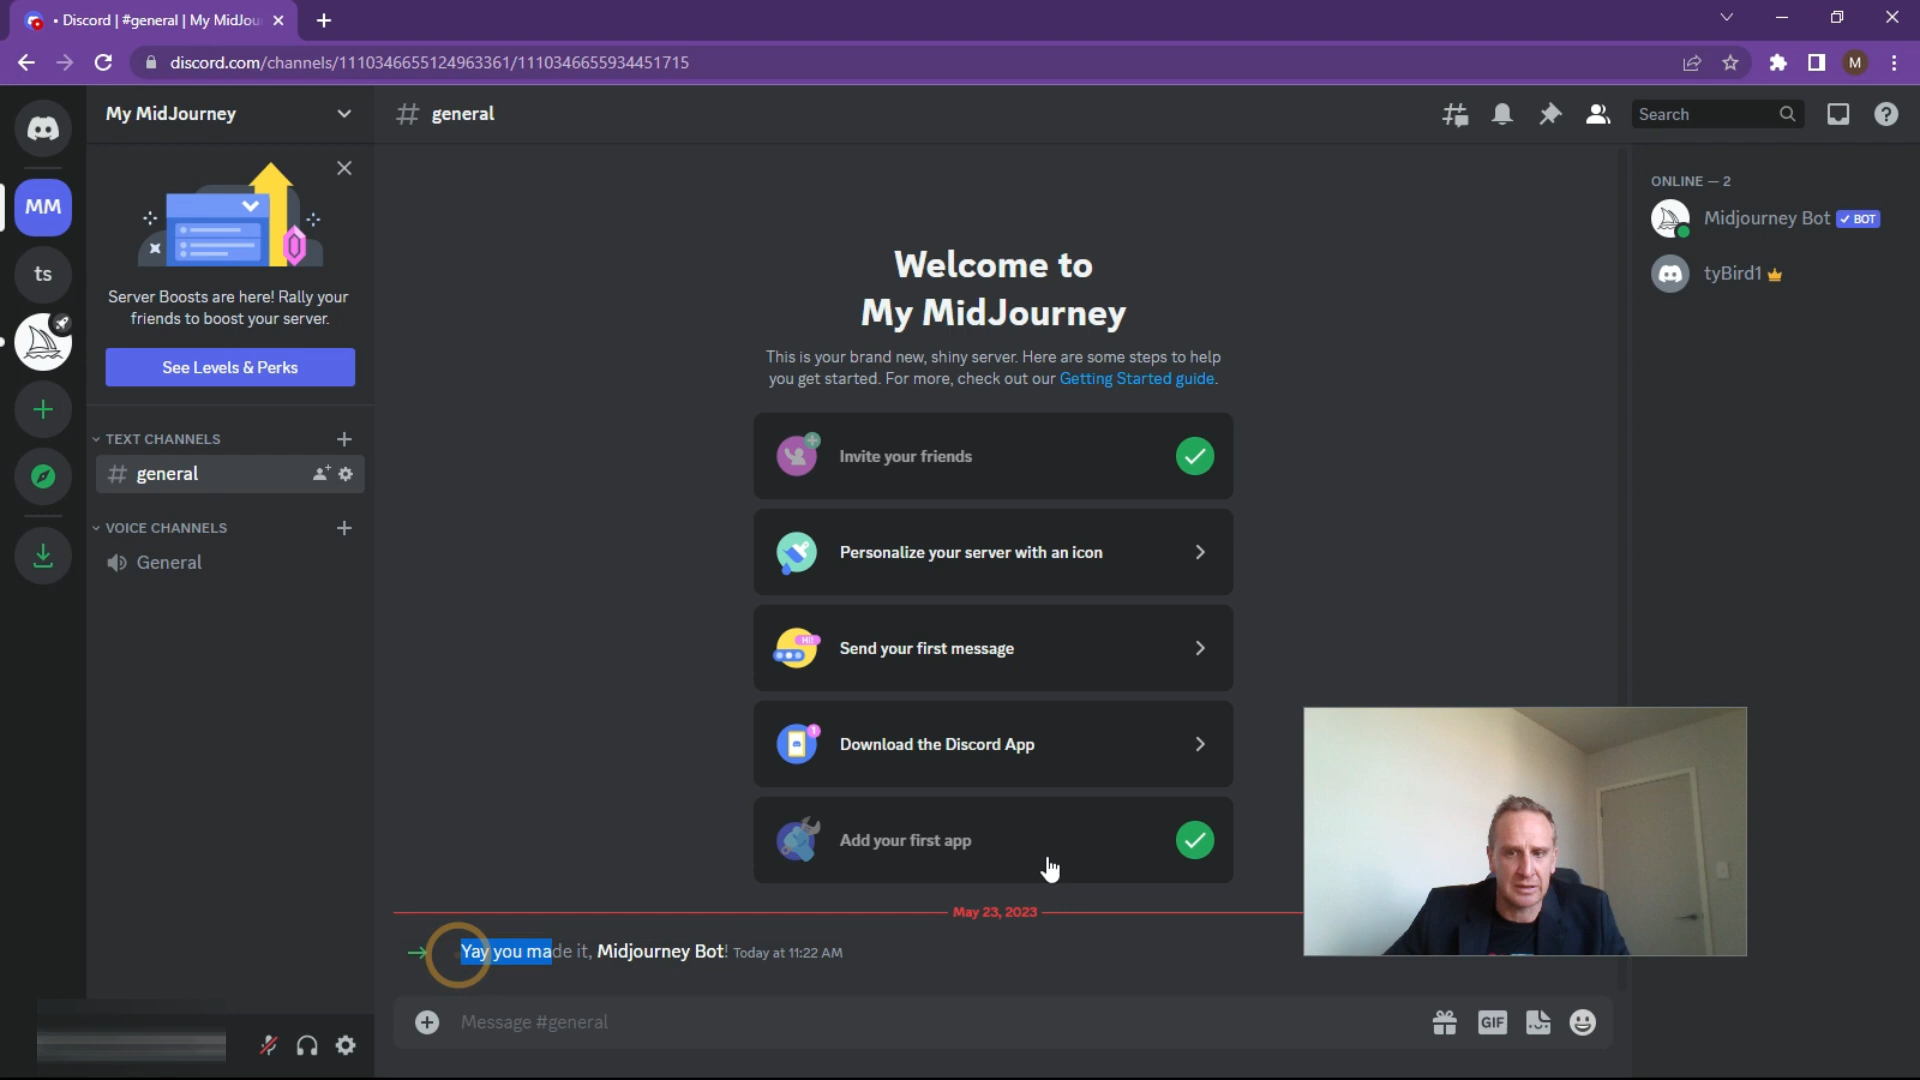 • Discord | #general | My MidJou
discord.com/channels/1110346655124963361/1110346655934451715
M
My MidJourney
# general
Search
MM
ts
Server Boosts are here! Rally your
friends to boost your server.
See Levels & Perks
TEXT CHANNELS
# general
VOICE CHANNELS
General
Welcome to
My MidJourney
This is your brand new, shiny server. Here are some steps to help
you get started. For more, check out our Getting Started guide.
Invite your friends
Personalize your server with an icon
Hi!
Send your first message
1
Download the Discord App
Add your first app
May 23, 2023
Yay you made it, Midjourney Bot! Today at 11:22 AM
Message #general
GIF
ONLINE — 2
Midjourney Bot ✓ BOT
tyBird1